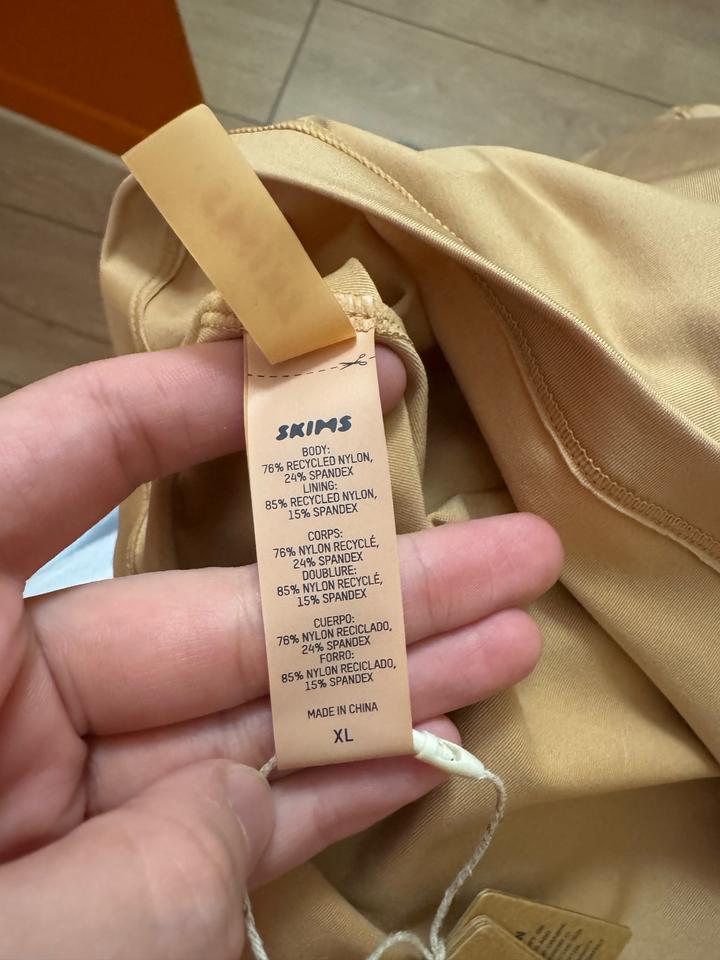 SKIMS
BODY:
76% RECYCLED NYLON,
24% SPANDEX
LINING:
85% RECYCLED NYLON,
15% SPANDEX
CORPS:
76% NYLON RECYCLÉ,
24% SPANDEX
DOUBLURE:
85% NYLON RECYCLÉ,
15% SPANDEX
CUERPO:
76% NYLON RECICLADO,
24% SPANDEX
FORRO:
85% NYLON RECICLADO,
15% SPANDEX
MADE IN CHINA
XL